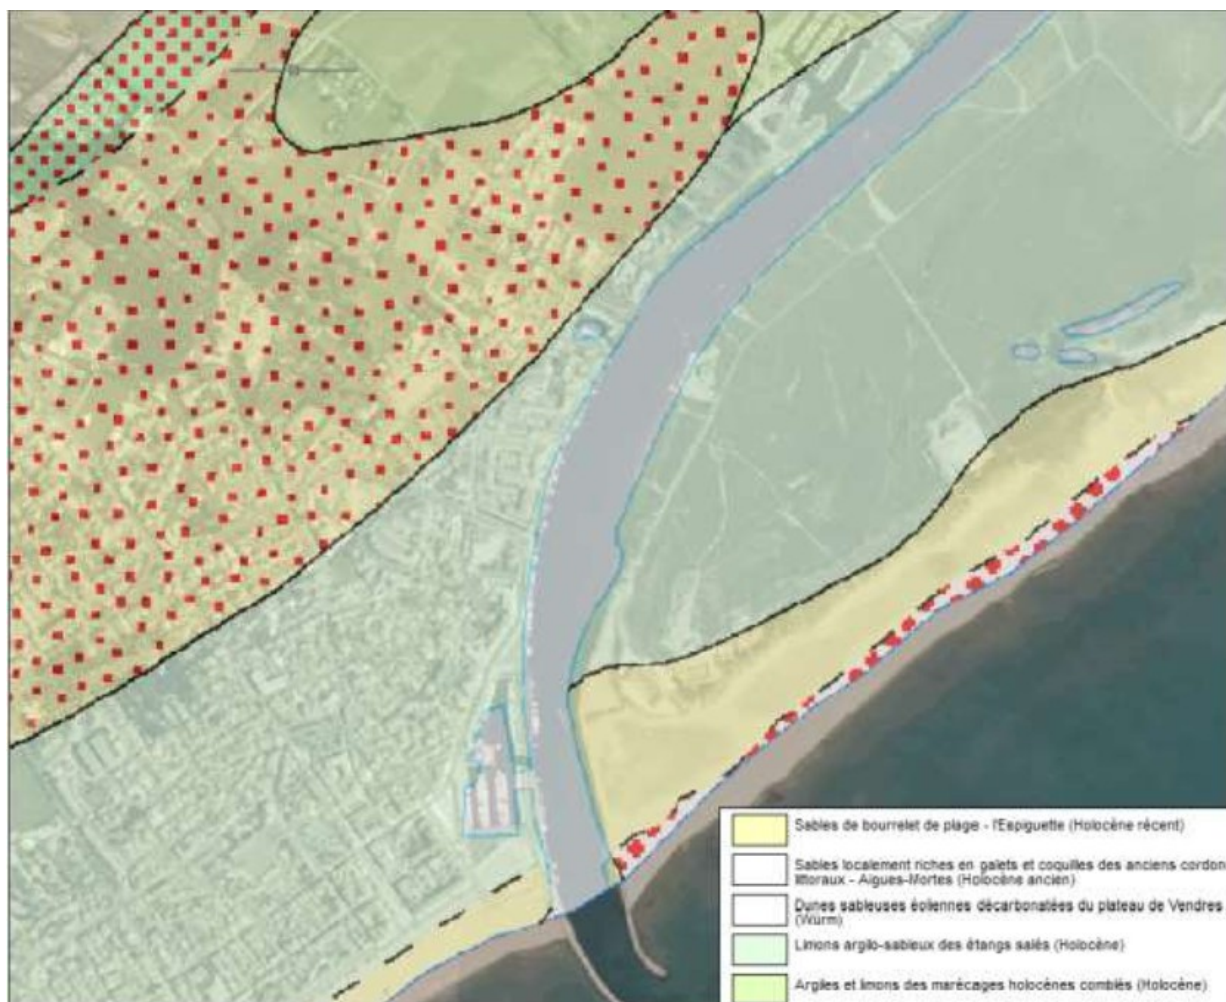 Sables de bourrelet de plage - l'Espiguette (Holocène récent)
Sables localement riches en galets et coquilles des anciens cordon
littoraux - Aigues-Mortes (Holocène ancien)
Dunes sableuses éoliennes décarbonatées du plateau de Vendres
(Würm)
Limons argilo-sableux des étangs salés (Holocène)
Argiles et limons des marécages holocènes comblés (Holocène)